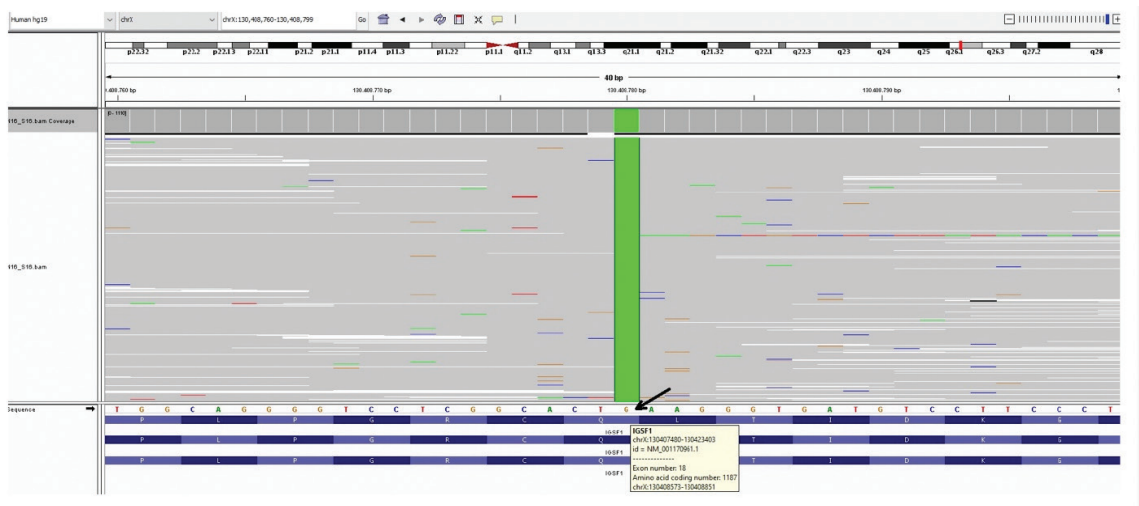 Human hg19 chrX chrX:130,408,760-130,408,799 Go
p22.32 p22.2 p22.13 p22.11 p21.2 p21.1 p11.4 p11.3 p11.22 p11.1 q11.2 q13.1 q13.3 q21.1 q21.2 q21.32 q22.1 q22.3 q23 q24 q25 q26.1 q26.3 q27.2 q28
40 bp
130.408.770 bp 130.408.780 bp 130.408.790 bp
S16.bam Coverage
S16.bam
Sequence T G G C A G G G G T C C T C G G C A C T G A A G G G T G A T G T C C T T C C C T
P L P G R C Q L T I D K G
IGSF1
P L P G R C Q T I D K G
IGSF1
P L P G R C Q T I D K G
IGSF1
IGSF1
chrX:130407480-130423403
id = NM_001170961.1
--------------
Exon number: 18
Amino acid coding number: 1187
chrX:130408573-130408851